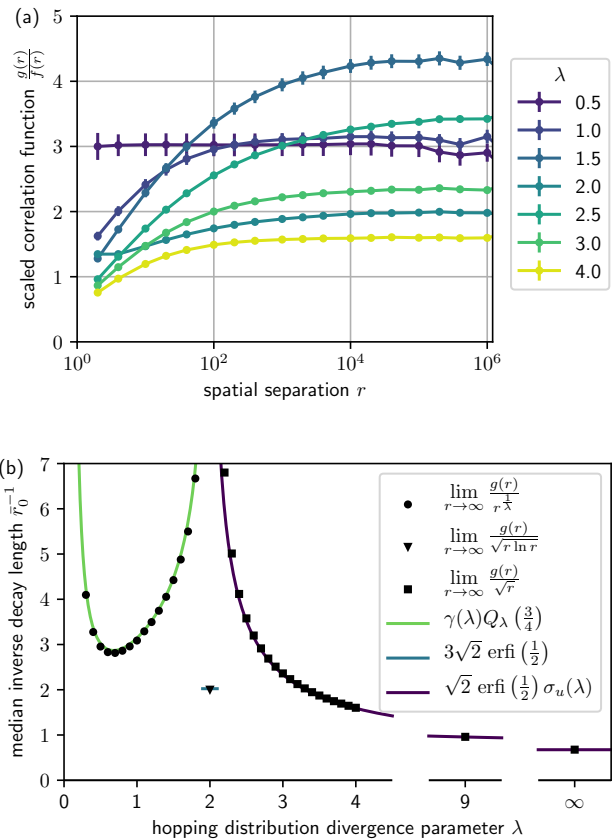 (a)
scaled correlation function g(r)/f(r)
5
4
3
2
1
0
10^0 10^2 10^4 10^6
spatial separation r
λ
0.5
1.0
1.5
2.0
2.5
3.0
4.0
(b)
median inverse decay length r̄₀⁻¹
7
6
5
4
3
2
1
0
0 1 2 3 4 9 ∞
hopping distribution divergence parameter λ
lim r→∞ g(r)/r^(1/λ)
lim r→∞ g(r)/√(r ln r)
lim r→∞ g(r)/√r
γ(λ)Q_λ(3/4)
3√2 erfi(1/2)
√2 erfi(1/2) σ_u(λ)